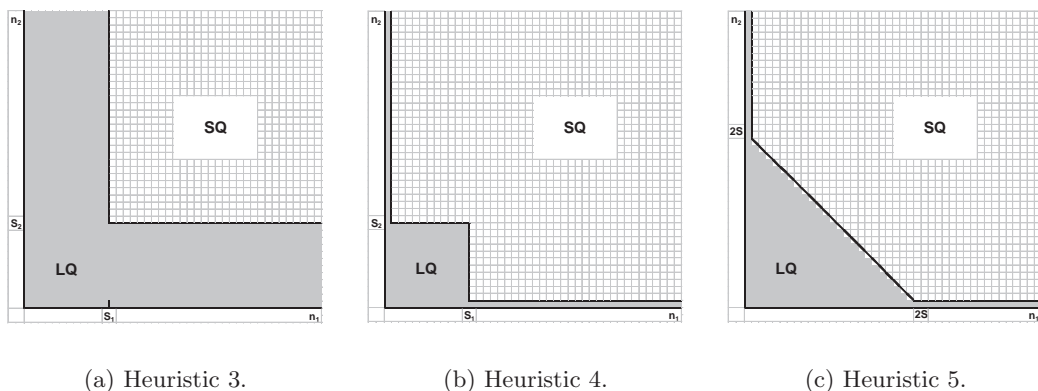 n₂
SQ
S₂
LQ
S₁
n₁
n₂
SQ
S₂
LQ
S₁
n₁
n₂
2S
SQ
LQ
2S
n₁
(a) Heuristic 3.
(b) Heuristic 4.
(c) Heuristic 5.